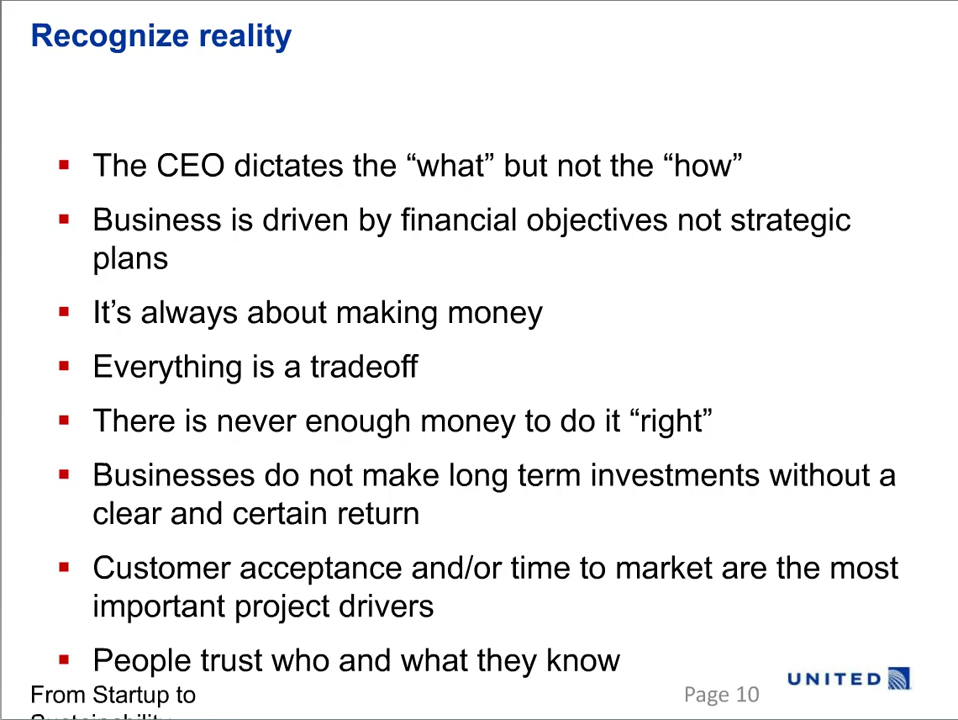 Recognize reality
▪ The CEO dictates the “what” but not the “how”
▪ Business is driven by financial objectives not strategic
plans
▪ It’s always about making money
▪ Everything is a tradeoff
▪ There is never enough money to do it “right”
▪ Businesses do not make long term investments without a
clear and certain return
▪ Customer acceptance and/or time to market are the most
important project drivers
▪ People trust who and what they know
From Startup to
Sustainability
Page 10
UNITED